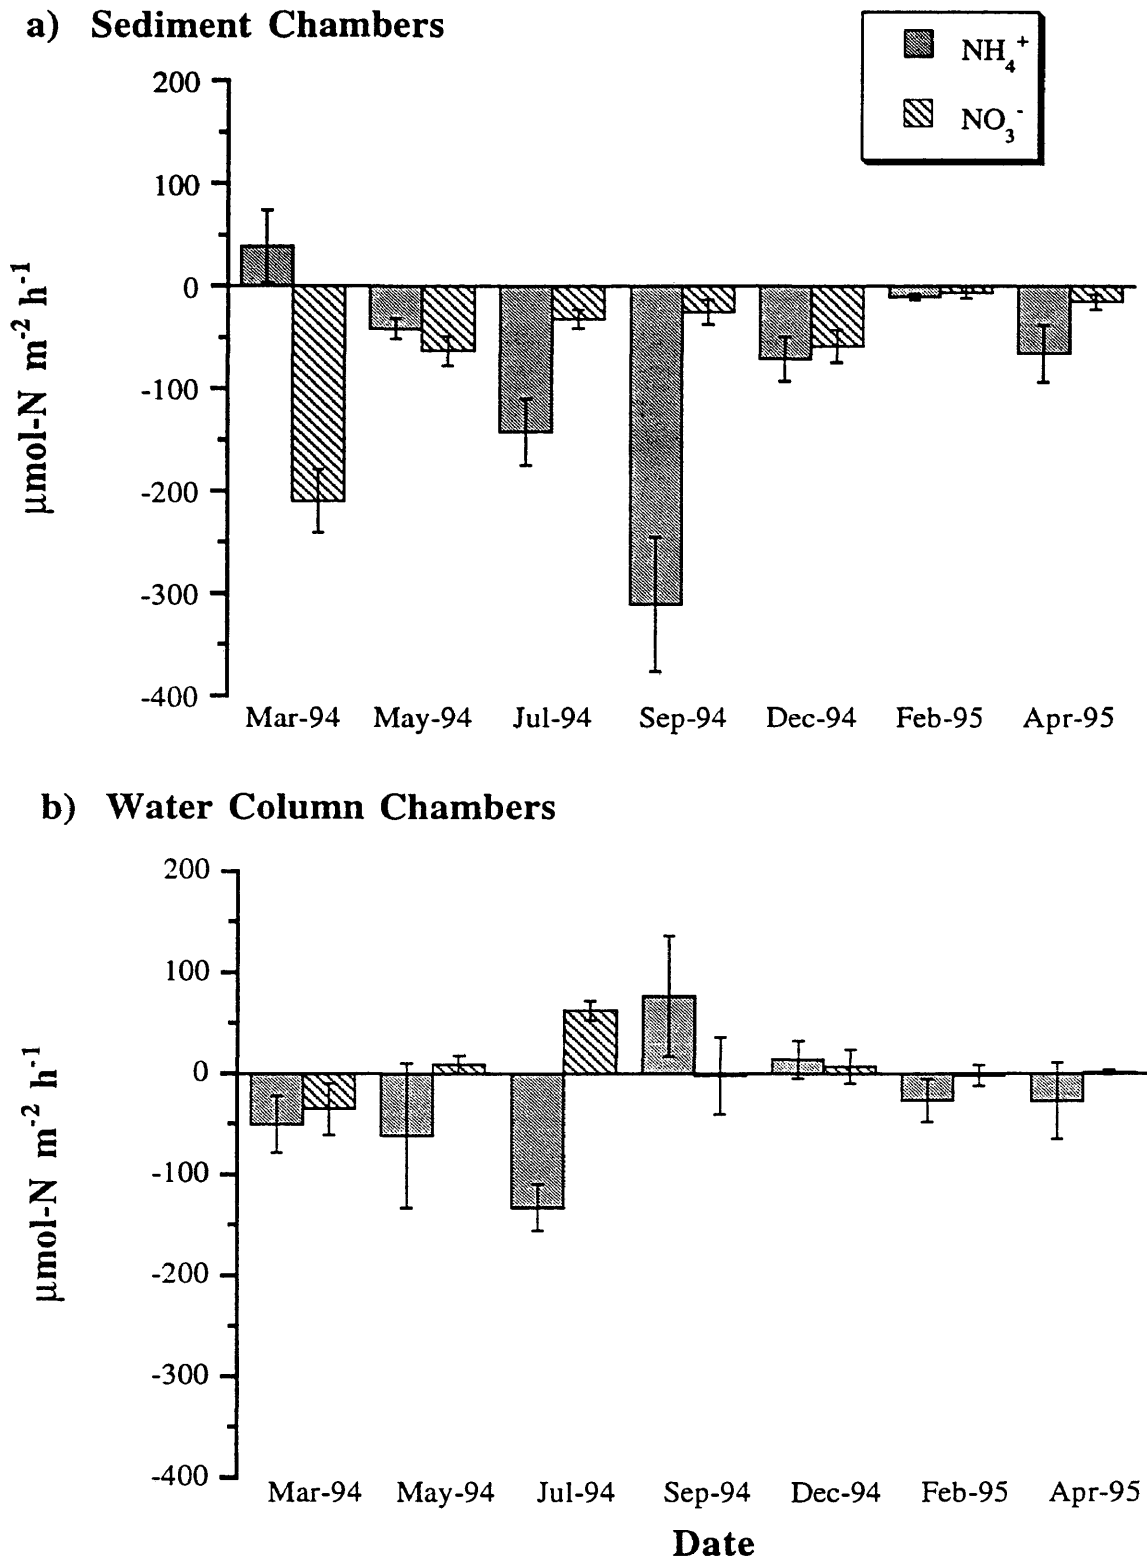 a) Sediment Chambers
NH₄⁺
NO₃⁻
200
100
0
-100
-200
-300
-400
µmol-N m⁻² h⁻¹
Mar-94 May-94 Jul-94 Sep-94 Dec-94 Feb-95 Apr-95
b) Water Column Chambers
200
100
0
-100
-200
-300
-400
µmol-N m⁻² h⁻¹
Mar-94 May-94 Jul-94 Sep-94 Dec-94 Feb-95 Apr-95
Date